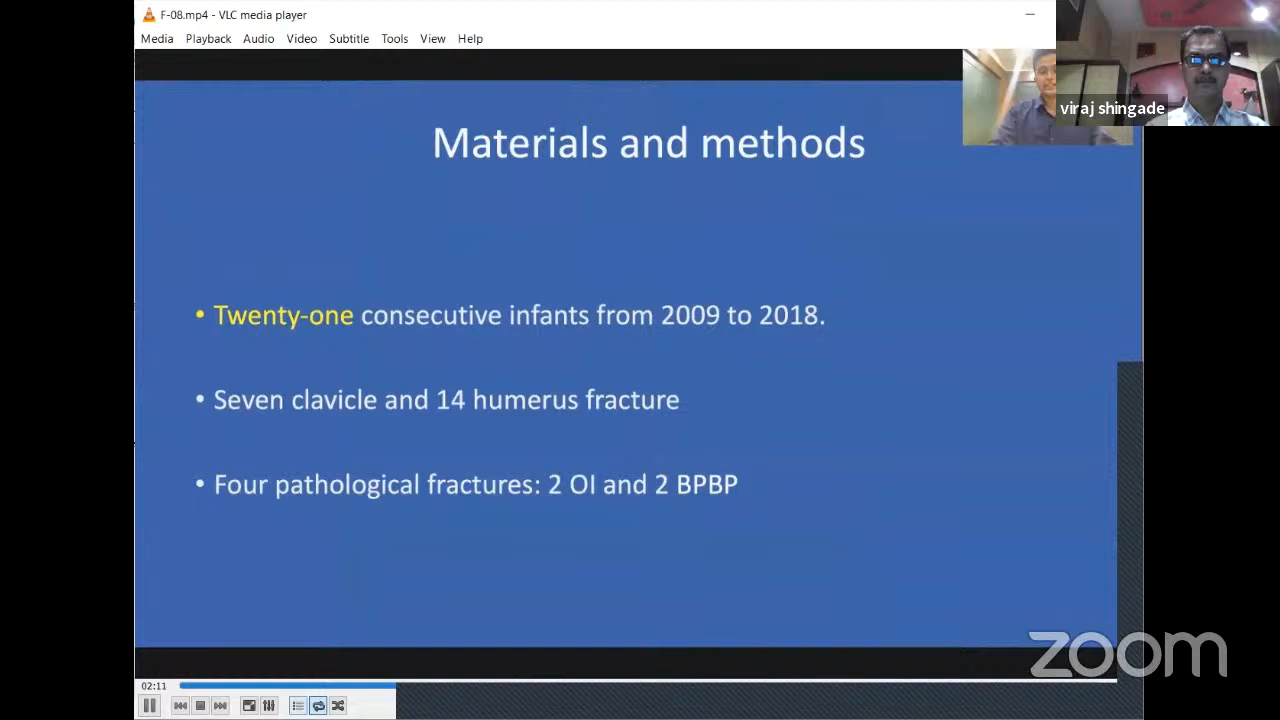 F-08.mp4 - VLC media player
Media Playback Audio Video Subtitle Tools View Help
viraj shingade
Materials and methods
• Twenty-one consecutive infants from 2009 to 2018.
• Seven clavicle and 14 humerus fracture
• Four pathological fractures: 2 OI and 2 BPBP
zoom
02:11